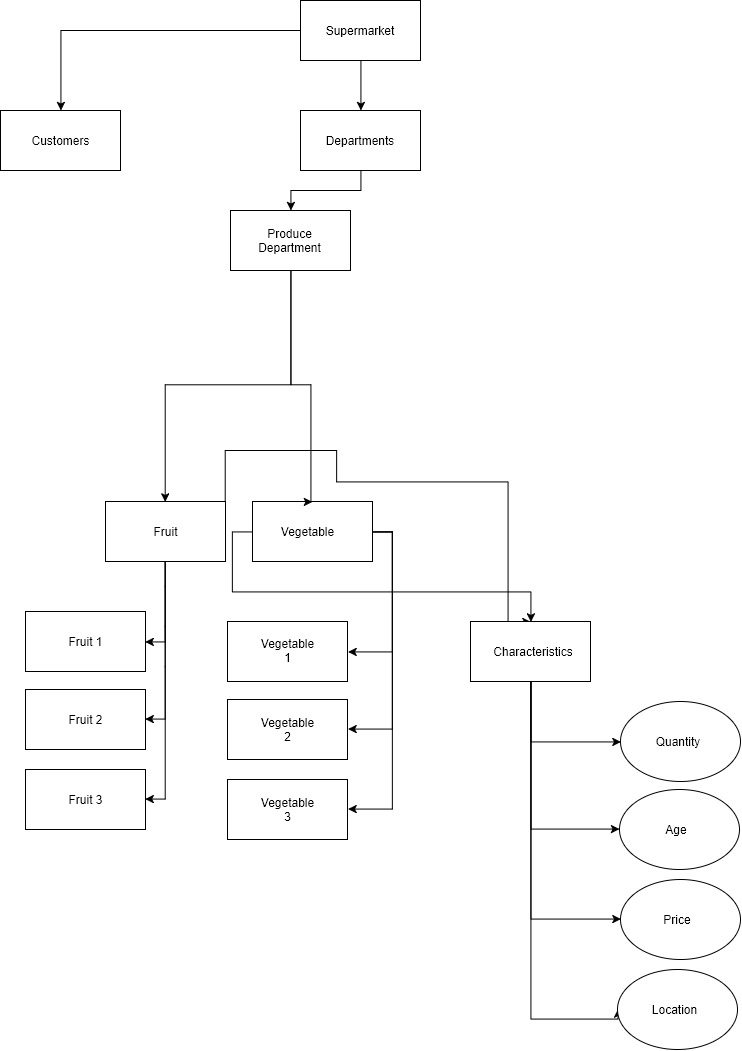 Supermarket
Customers
Departments
Produce
Department
Fruit
Vegetable
Fruit 1
Fruit 2
Fruit 3
Vegetable
1
Vegetable
2
Vegetable
3
Characteristics
Quantity
Age
Price
Location